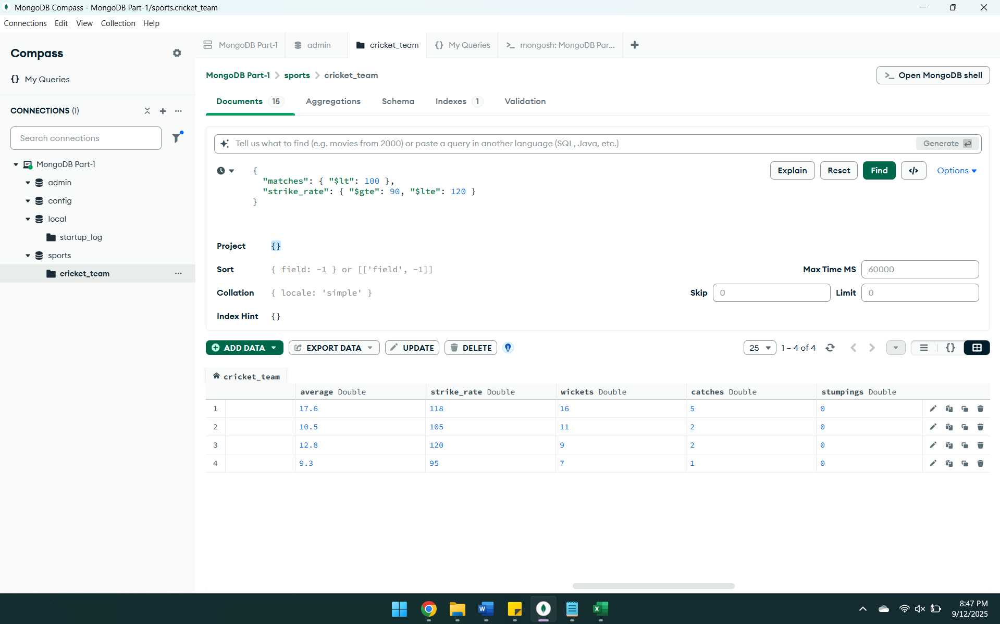 MongoDB Compass - MongoDB Part-1/sports.cricket_team
Connections Edit View Collection Help
Compass
My Queries
CONNECTIONS (1)
Search connections
MongoDB Part-1
admin
config
local
startup_log
sports
cricket_team
MongoDB Part-1 admin cricket_team {} My Queries >_ mongosh: MongoDB Par... +
MongoDB Part-1 > sports > cricket_team
>_ Open MongoDB shell
Documents 15 Aggregations Schema Indexes 1 Validation
Tell us what to find (e.g. movies from 2000) or paste a query in another language (SQL, Java, etc.)
Generate
{
"matches": { "$lt": 100 },
"strike_rate": { "$gte": 90, "$lte": 120 }
}
Explain Reset Find </> Options
Project {}
Sort { field: -1 } or [['field', -1]]
Max Time MS 60000
Collation { locale: 'simple' }
Skip 0 Limit 0
Index Hint {}
ADD DATA EXPORT DATA UPDATE DELETE
25 1 – 4 of 4
cricket_team
average Double strike_rate Double wickets Double catches Double stumpings Double
1 17.6 118 16 5 0
2 10.5 105 11 2 0
3 12.8 120 9 2 0
4 9.3 95 7 1 0
8:47 PM
9/12/2025